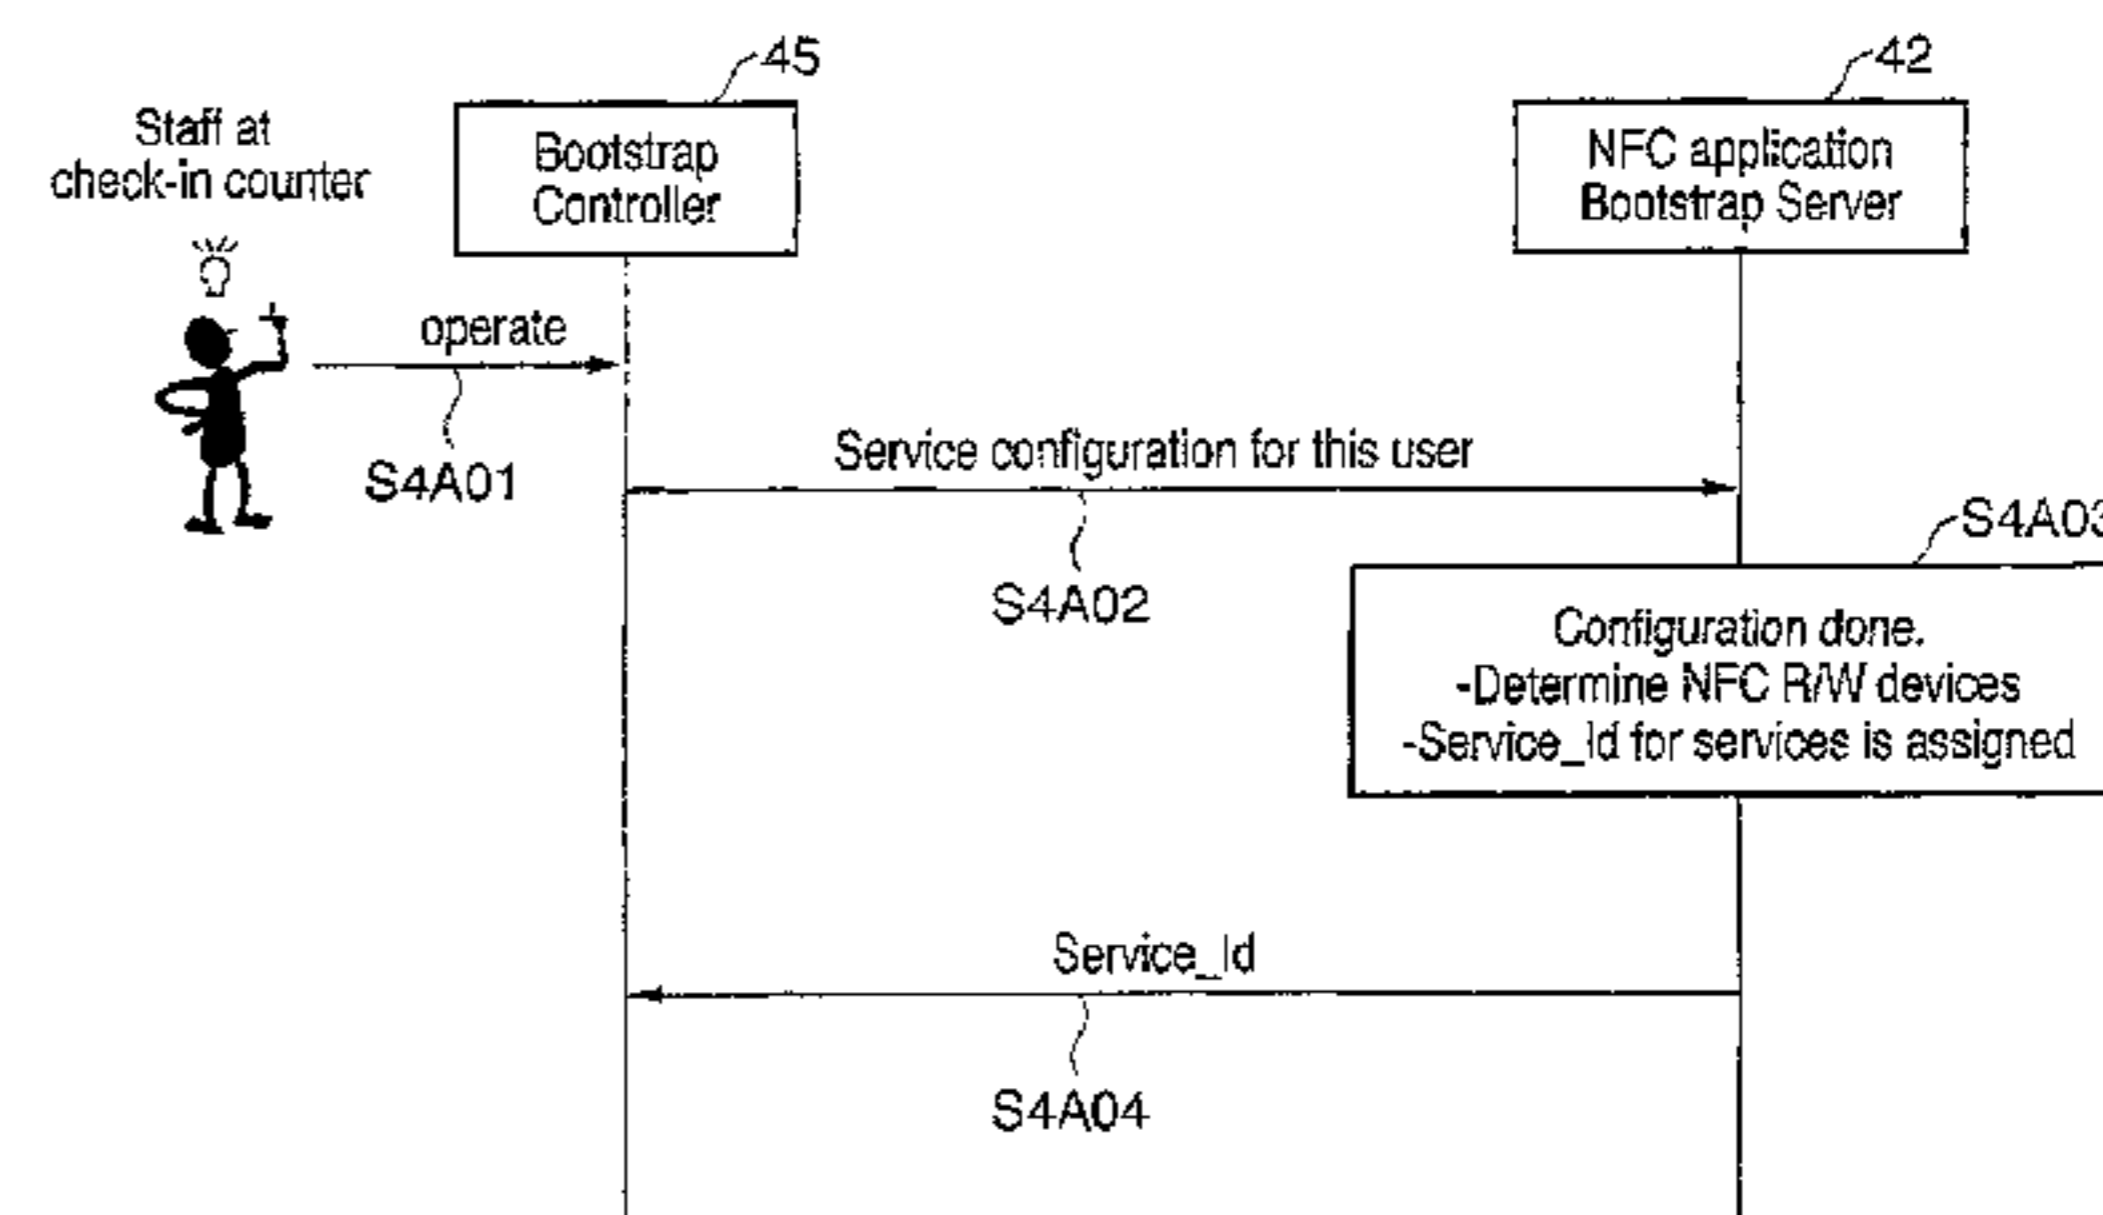 45
42
Staff at
check-in counter
Bootstrap
Controller
NFC application
Bootstrap Server
operate
S4A01
Service configuration for this user
S4A02
S4A03
Configuration done.
-Determine NFC R/W devices
-Service_Id for services is assigned
Service_Id
S4A04